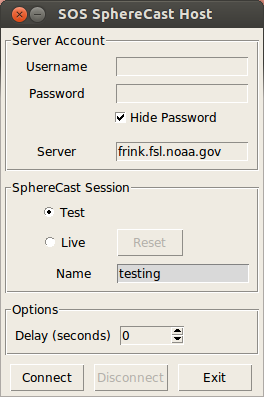 SOS SphereCast Host
Server Account
Username
Password
Hide Password
Server frink.fsl.noaa.gov
SphereCast Session
Test
Live Reset
Name testing
Options
Delay (seconds) 0
Connect Disconnect Exit